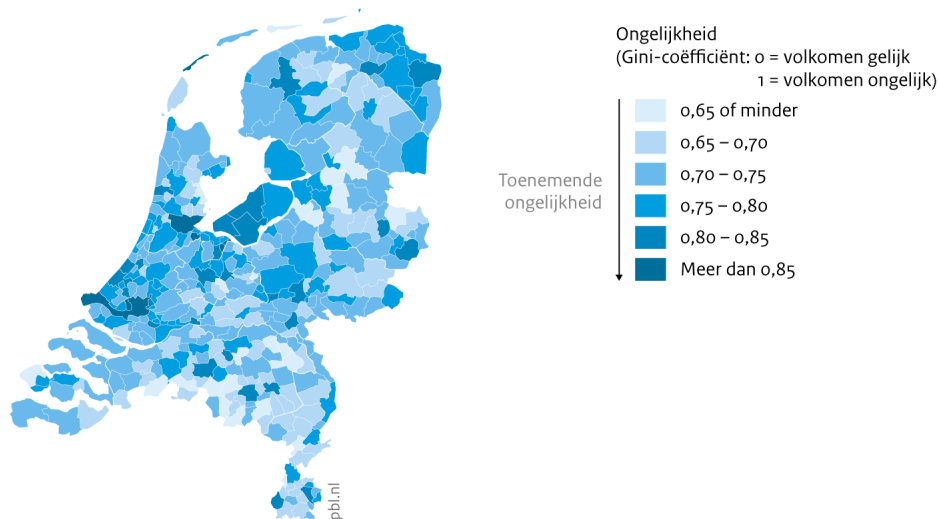 Ongelijkheid
(Gini-coëfficiënt: 0 = volkomen gelijk
1 = volkomen ongelijk)
0,65 of minder
0,65 – 0,70
0,70 – 0,75
0,75 – 0,80
0,80 – 0,85
Meer dan 0,85
Toenemende
ongelijkheid
pbl.nl